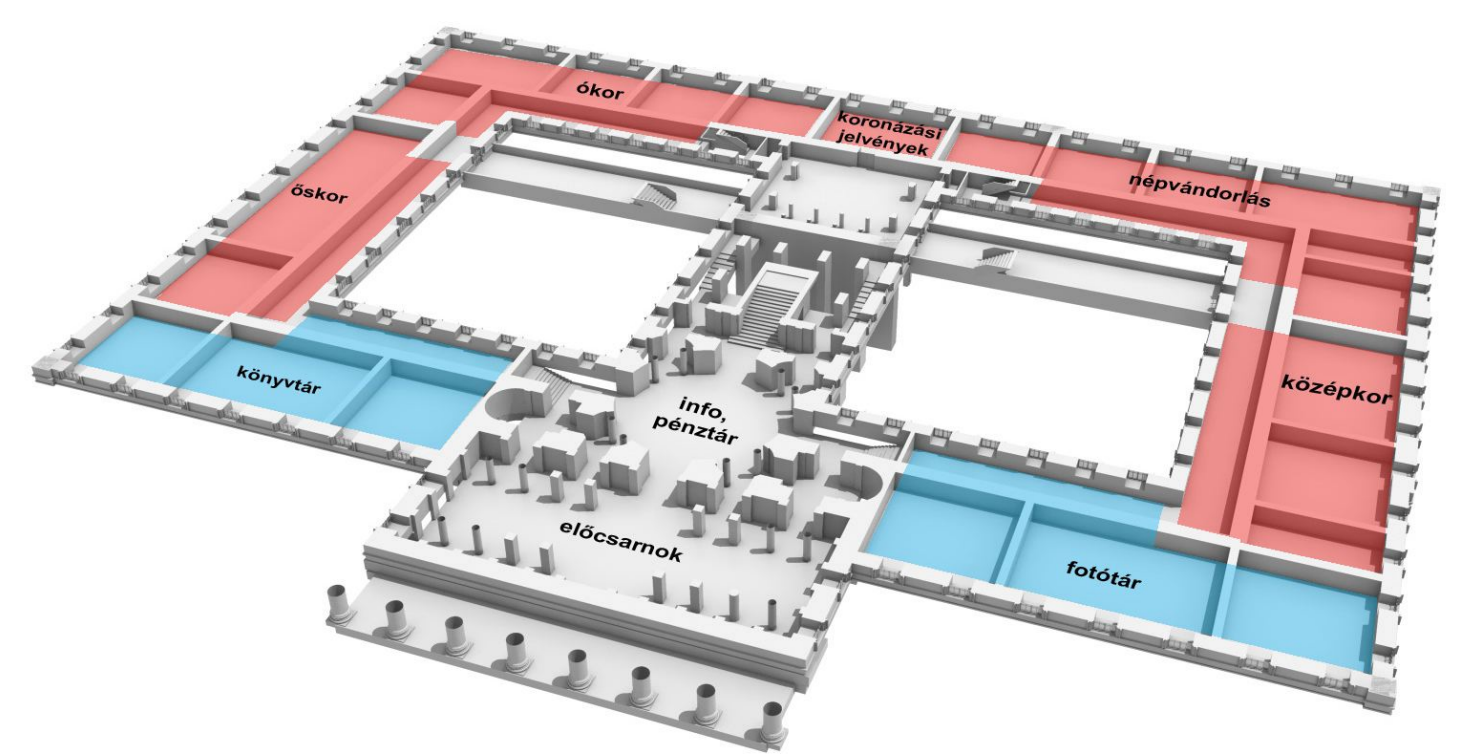 ókor
koronázási
jelvények
népvándorlás
őskor
középkor
könyvtár
info,
pénztár
előcsarnok
fotótár